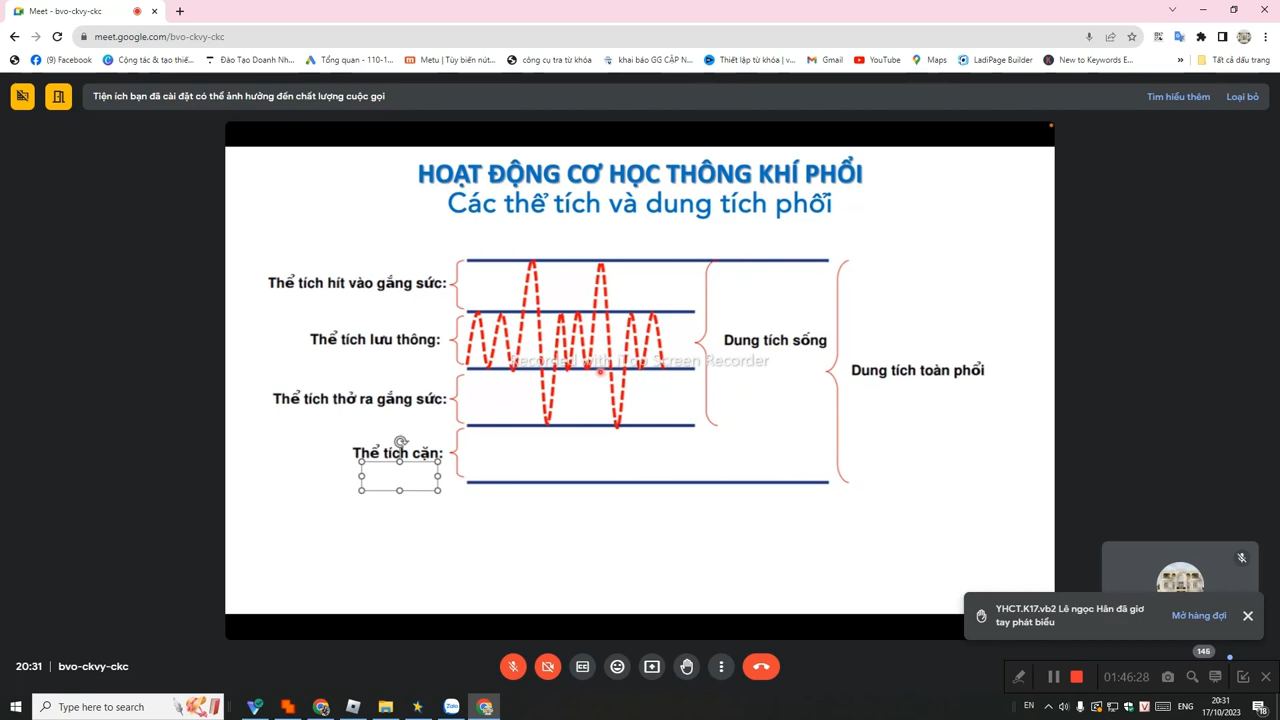 Meet - bvo-ckvy-ckc
meet.google.com/bvo-ckvy-ckc
(9) Facebook
Công tác & tạo thiế...
Đào Tạo Doanh Nh...
Tổng quan - 110-1...
Metu | Tùy biến nút...
công cụ tra từ khóa
khai báo GG CẤP N...
Thiết lập từ khóa | v...
Gmail
YouTube
Maps
LadiPage Builder
New to Keywords E...
»
Tất cả dấu trang
Tiện ích bạn đã cài đặt có thể ảnh hưởng đến chất lượng cuộc gọi
Tìm hiểu thêm
Loại bỏ
HOẠT ĐỘNG CƠ HỌC THÔNG KHÍ PHỔI
Các thể tích và dung tích phổi
Thể tích hít vào gắng sức:
Thể tích lưu thông:
Dung tích sống
Recorded with iTop Screen Recorder
Dung tích toàn phổi
Thể tích thở ra gắng sức:
Thể tích cặn:
YHCT.K17.vb2 Lê ngọc Hân đã giơ
tay phát biểu
Mở hàng đợi
145
20:31
bvo-ckvy-ckc
01:46:28
Type here to search
Zalo
EN
V
ENG
20:31
17/10/2023
18